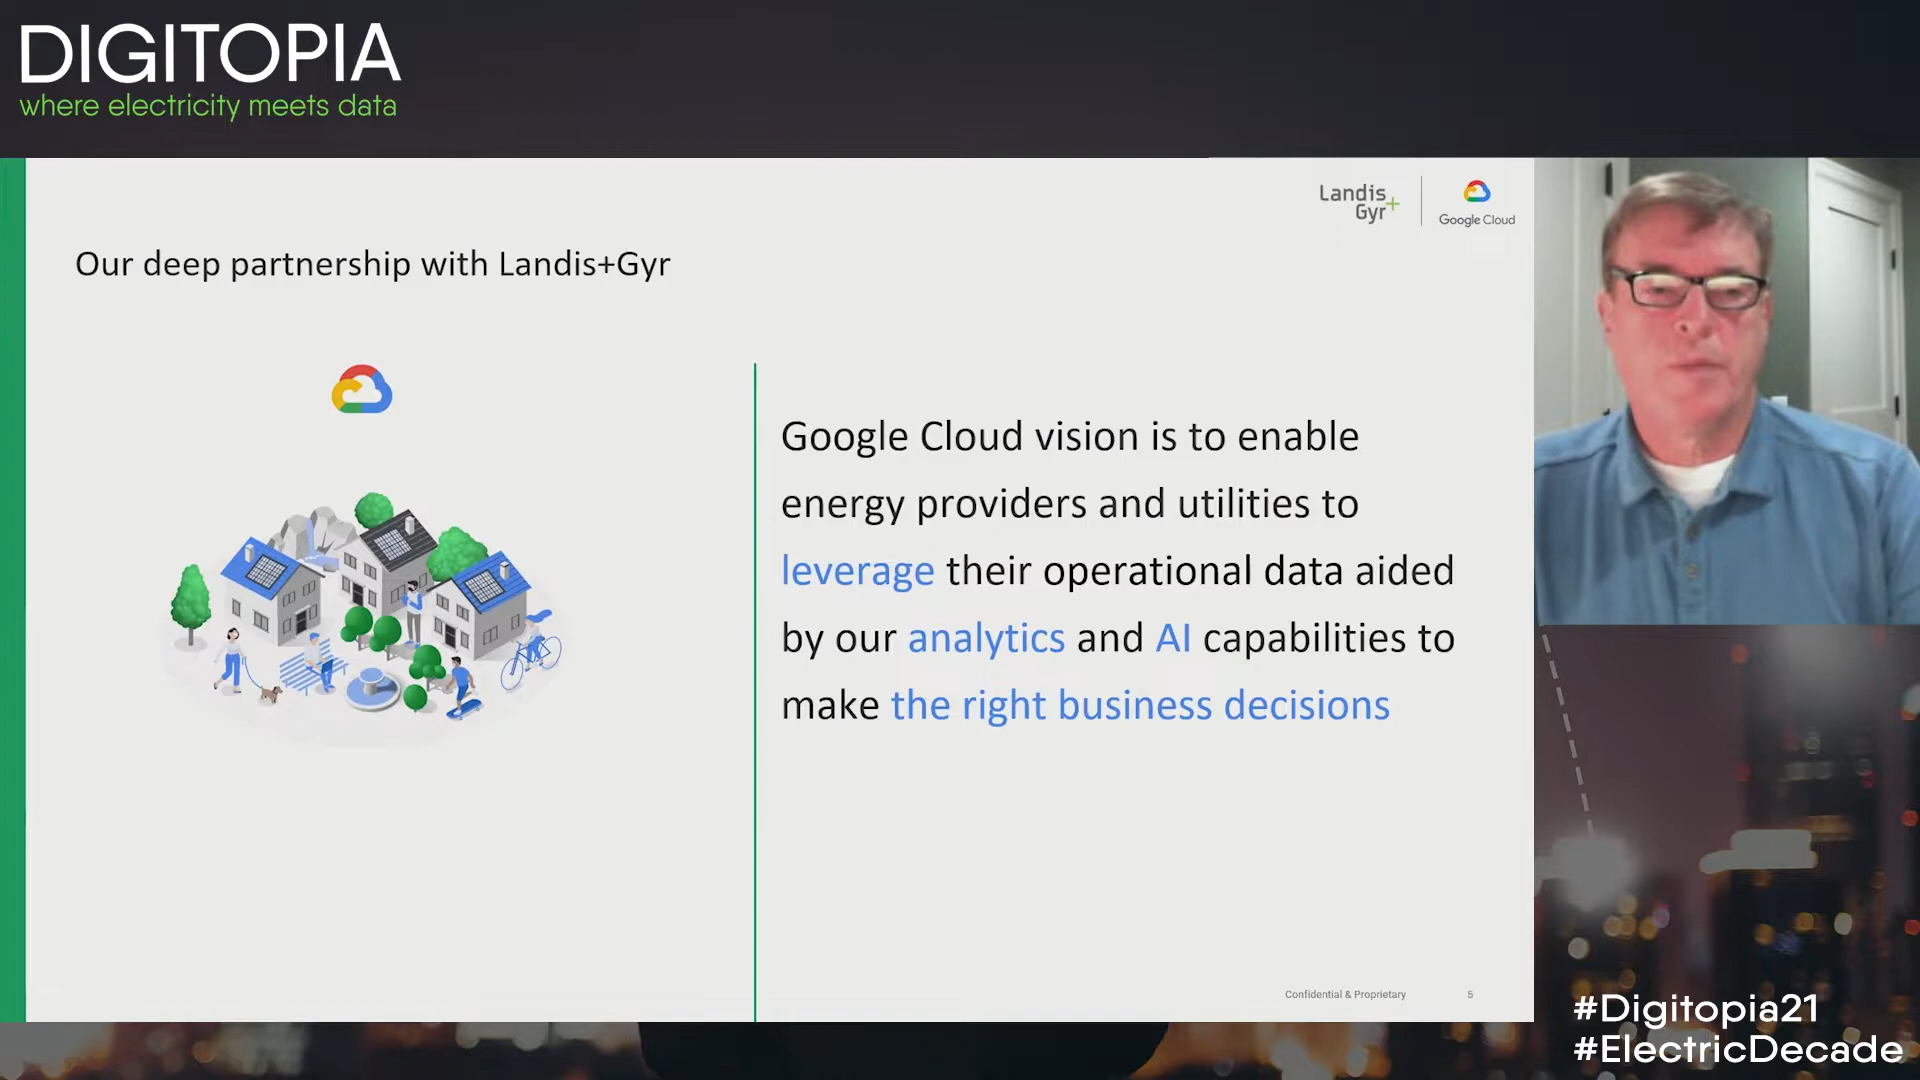 DIGITOPIA
where electricity meets data
Landis+
Gyr
Google Cloud
Our deep partnership with Landis+Gyr
Google Cloud vision is to enable
energy providers and utilities to
leverage their operational data aided
by our analytics and AI capabilities to
make the right business decisions
Confidential & Proprietary
5
#Digitopia21
#ElectricDecade